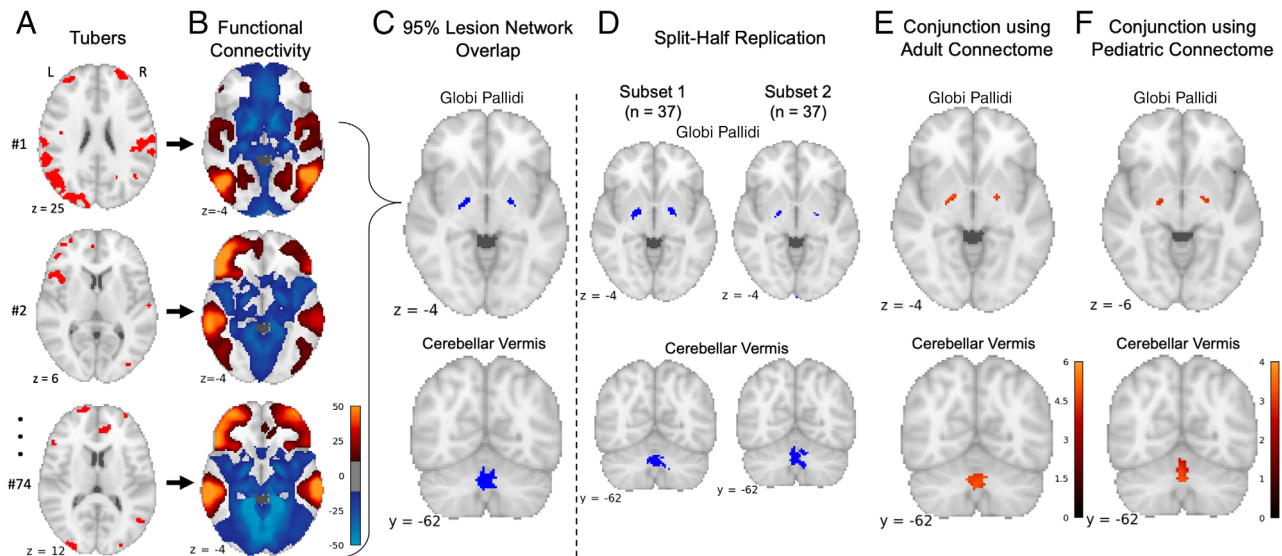 A
Tubers
L
R
#1
z = 25
#2
z = 6
#74
z = 12
B
Functional
Connectivity
z=-4
z=-4
z = -4
50
25
10
-10
-25
-50
C
95% Lesion Network
Overlap
Globi Pallidi
z = -4
Cerebellar Vermis
y = -62
D
Split-Half Replication
Subset 1
(n = 37)
Subset 2
(n = 37)
Globi Pallidi
z = -4
z = -4
Cerebellar Vermis
y = -62
y = -62
E
Conjunction using
Adult Connectome
Globi Pallidi
z = -4
Cerebellar Vermis
y = -62
6
4.5
3
1.5
0
F
Conjunction using
Pediatric Connectome
Globi Pallidi
z = -6
Cerebellar Vermis
y = -62
4
3
2
1
0